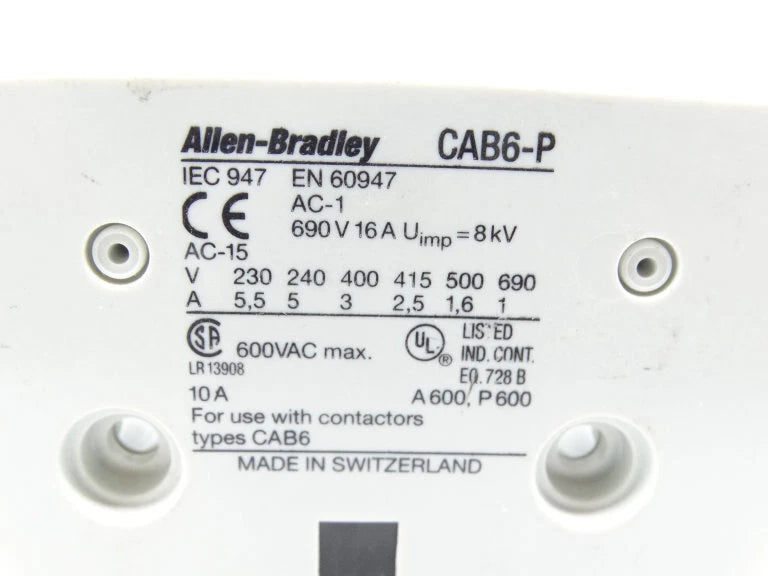 Allen-Bradley CAB6-P
IEC 947 EN 60947
CE AC-1
690 V 16 A Uimp = 8 kV
AC-15
V 230 240 400 415 500 690
A 5,5 5 3 2,5 1,6 1
SA 600VAC max. UL ® LISTED
IND. CONT.
LR 13908 EQ. 728 B
10 A A 600, P 600
For use with contactors
types CAB6
MADE IN SWITZERLAND